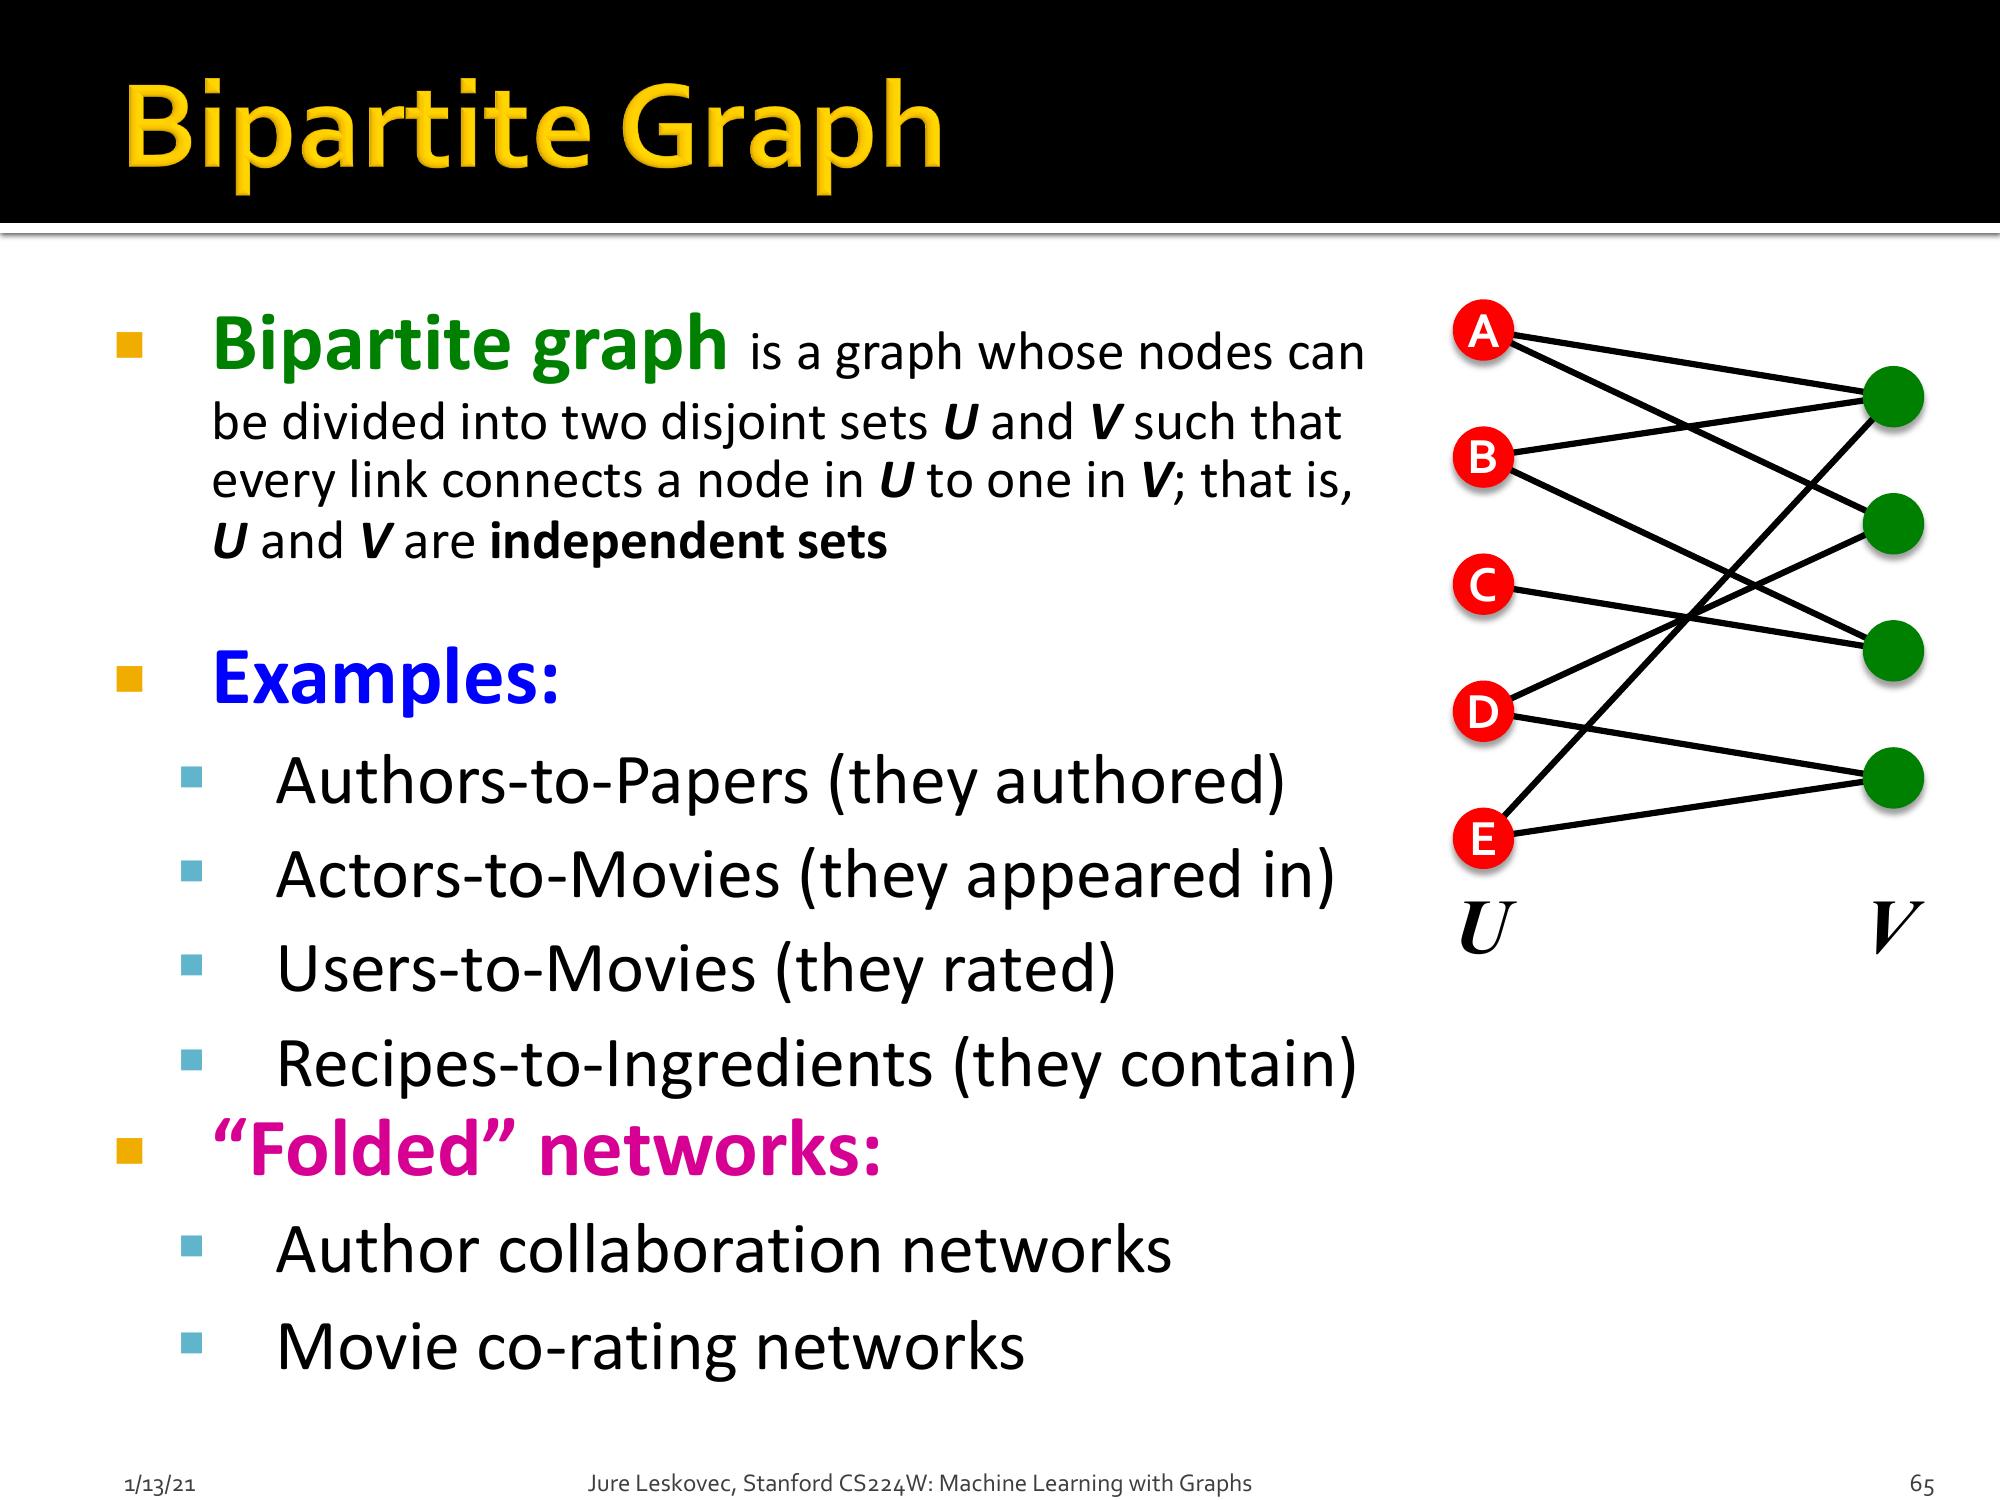 Bipartite Graph
Bipartite graph is a graph whose nodes can
be divided into two disjoint sets U and V such that
every link connects a node in U to one in V; that is,
U and V are independent sets
Examples:
Authors-to-Papers (they authored)
Actors-to-Movies (they appeared in)
Users-to-Movies (they rated)
Recipes-to-Ingredients (they contain)
“Folded” networks:
Author collaboration networks
Movie co-rating networks
A
B
C
D
E
U V
1/13/21 Jure Leskovec, Stanford CS224W: Machine Learning with Graphs 65